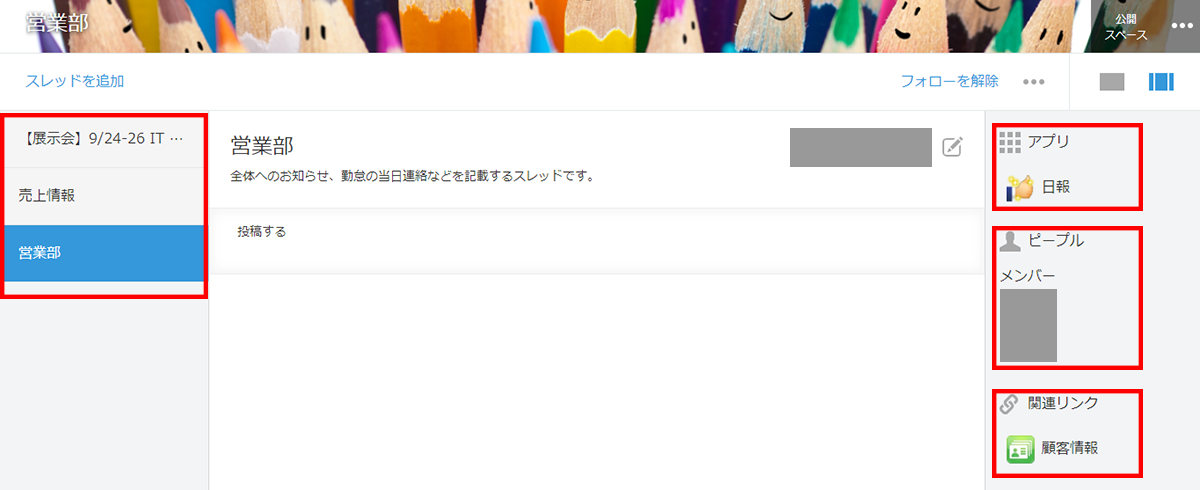 営業部
公開
スペース
スレッドを追加
フォローを解除
【展示会】9/24-26 IT …
売上情報
営業部
営業部
全体へのお知らせ、勤怠の当日連絡などを記載するスレッドです。
投稿する
アプリ
日報
ピープル
メンバー
関連リンク
顧客情報